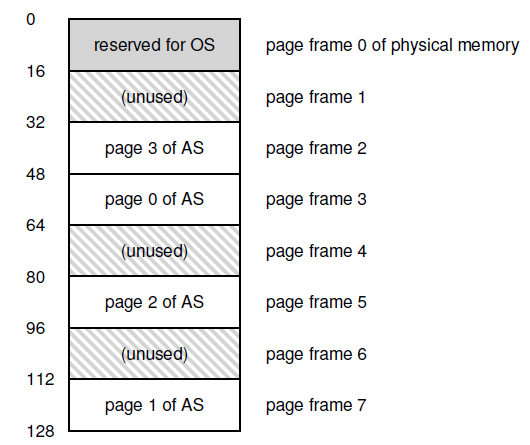 0
reserved for OS page frame 0 of physical memory
16
(unused) page frame 1
32
page 3 of AS page frame 2
48
page 0 of AS page frame 3
64
(unused) page frame 4
80
page 2 of AS page frame 5
96
(unused) page frame 6
112
page 1 of AS page frame 7
128